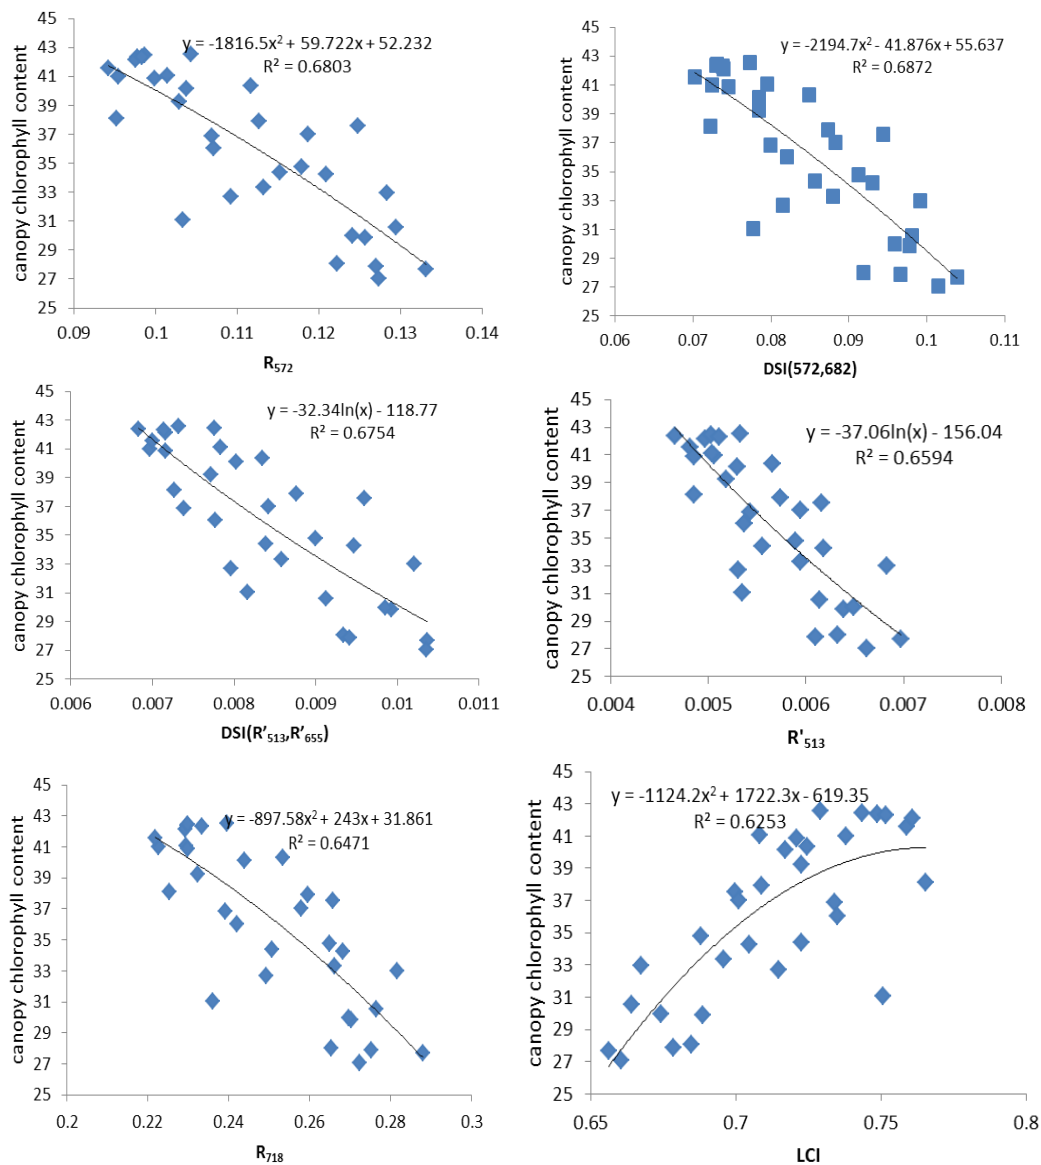 45
43
41
39
37
35
33
31
29
27
25
canopy chlorophyll content
y = -1816.5x² + 59.722x + 52.232
R² = 0.6803
0.09 0.1 0.11 0.12 0.13 0.14
R572
45
43
41
39
37
35
33
31
29
27
25
canopy chlorophyll content
y = -2194.7x² - 41.876x + 55.637
R² = 0.6872
0.06 0.07 0.08 0.09 0.1 0.11
DSI(572,682)
45
43
41
39
37
35
33
31
29
27
25
canopy chlorophyll content
y = -32.34ln(x) - 118.77
R² = 0.6754
0.006 0.007 0.008 0.009 0.01 0.011
DSI(R'513,R'655)
45
43
41
39
37
35
33
31
29
27
25
canopy chlorophyll content
y = -37.06ln(x) - 156.04
R² = 0.6594
0.004 0.005 0.006 0.007 0.008
R'513
45
43
41
39
37
35
33
31
29
27
25
canopy chlorophyll content
y = -897.58x² + 243x + 31.861
R² = 0.6471
0.2 0.22 0.24 0.26 0.28 0.3
R718
45
43
41
39
37
35
33
31
29
27
25
canopy chlorophyll content
y = -1124.2x² + 1722.3x - 619.35
R² = 0.6253
0.65 0.7 0.75 0.8
LCI